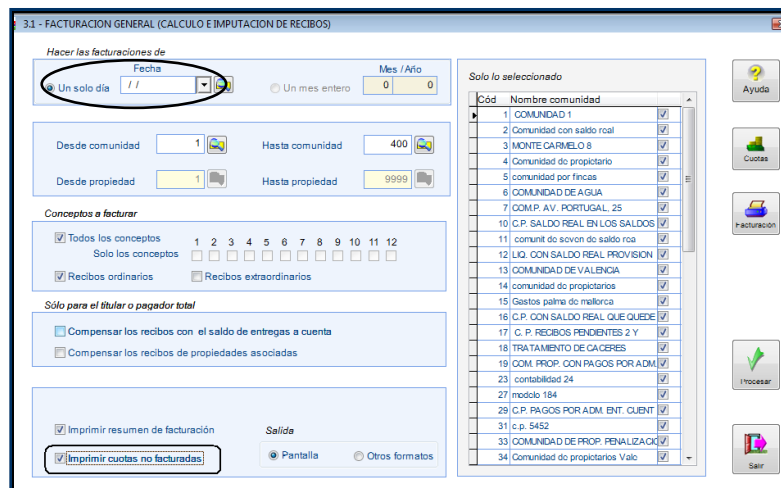 3.1 - FACTURACION GENERAL (CALCULO E IMPUTACION DE RECIBOS)
Hacer las facturaciones de
Fecha
Mes / Año
Un solo día / /
Un mes entero 0 0
Desde comunidad 1
Hasta comunidad 400
Desde propiedad 1
Hasta propiedad 9999
Conceptos a facturar
Todos los conceptos
1 2 3 4 5 6 7 8 9 10 11 12
Solo los conceptos
Recibos ordinarios
Recibos extraordinarios
Sólo para el titular o pagador total
Compensar los recibos con el saldo de entregas a cuenta
Compensar los recibos de propiedades asociadas
Imprimir resumen de facturación
Imprimir cuotas no facturadas
Salida
Pantalla
Otros formatos
Solo lo seleccionado
Cód Nombre comunidad
1 COMUNIDAD 1
2 Comunidad con saldo real
3 MONTE CARMELO 8
4 Comunidad de propietario
5 comunidad por fincas
6 COMUNIDAD DE AGUA
7 COM.P. AV. PORTUGAL, 25
10 C.P. SALDO REAL EN LOS SALDOS
11 comunit de seven de saldo rea
12 LIQ. CON SALDO REAL PROVISION
13 COMUNIDAD DE VALENCIA
14 comunidad de propietarios
15 Gastos palma de mallorca
16 C.P. CON SALDO REAL QUE QUEDE
17 C. P. RECIBOS PENDIENTES 2 Y
18 TRATAMIENTO DE CACERES
19 COM. PROP. CON PAGOS POR ADM.
23 contabilidad 24
27 modelo 184
29 C.P. PAGOS POR ADM. ENT. CUENT
31 c.p. 5452
33 COMUNIDAD DE PROP. PENALIZACIO
34 Comunidad de propietarios Valc
Ayuda
Cuotas
Facturación
Procesar
Salir